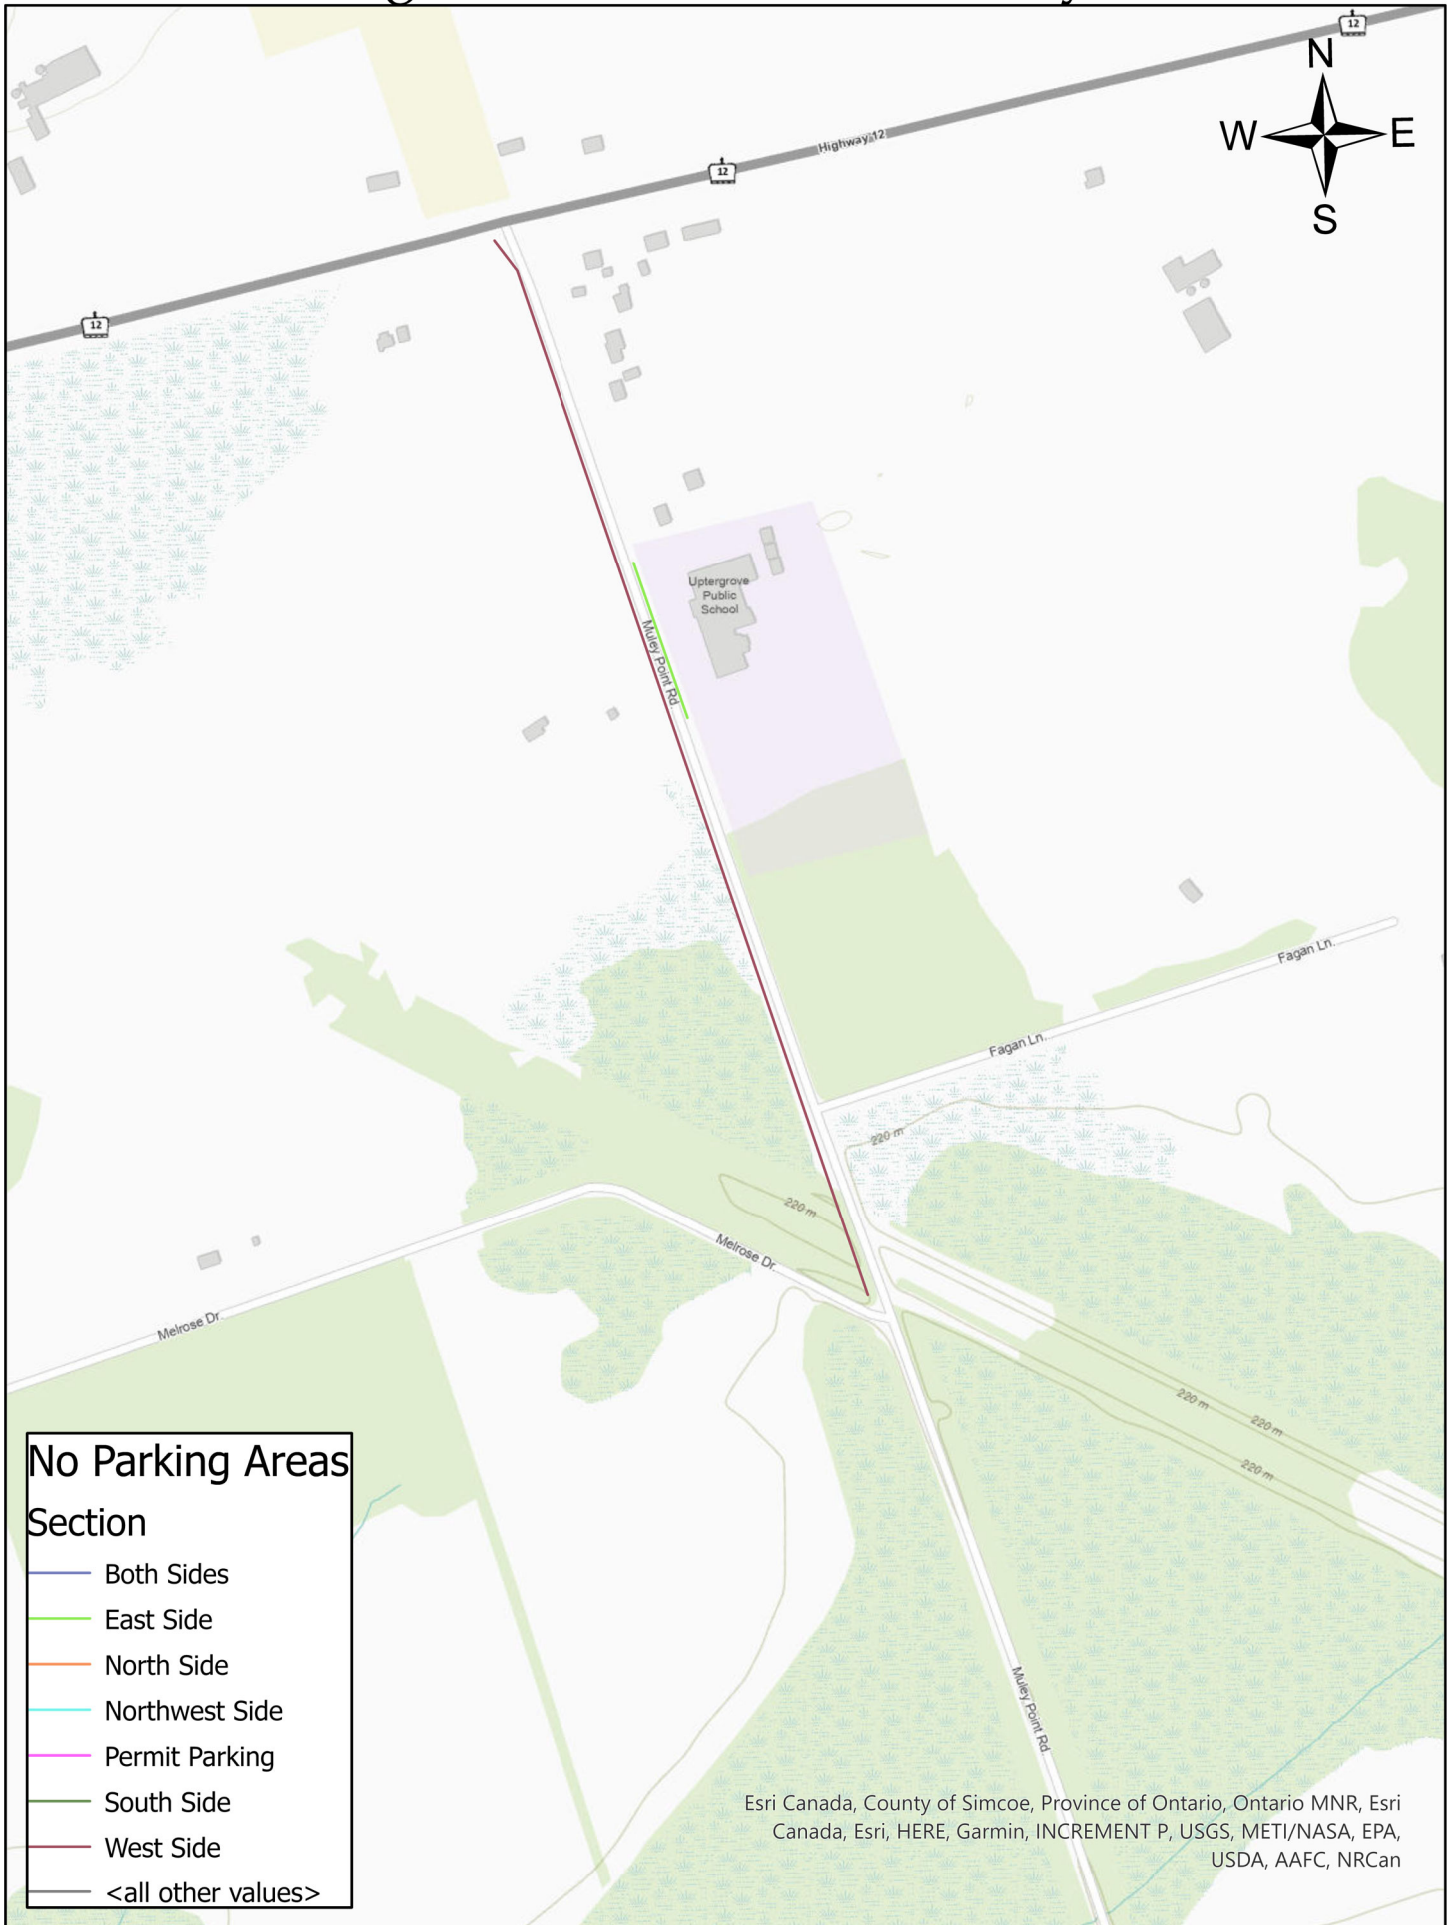 12
N
W
E
S
Highway 12
12
12
Uptergrove
Public
School
Muley Point Rd
Fagan Ln.
Fagan Ln.
220 m
220 m
Melrose Dr.
Melrose Dr.
220 m
220 m
220 m
Muley Point Rd
No Parking Areas
Section
Both Sides
East Side
North Side
Northwest Side
Permit Parking
South Side
West Side
<all other values>
Esri Canada, County of Simcoe, Province of Ontario, Ontario MNR, Esri
Canada, Esri, HERE, Garmin, INCREMENT P, USGS, METI/NASA, EPA,
USDA, AAFC, NRCan